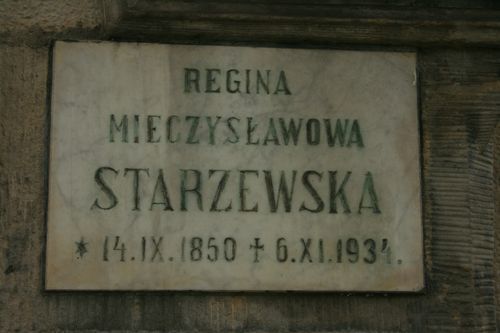 REGINA
MIECZYSŁAWOWA
STARZEWSKA
* 14.IX.1850 ✝ 6.XI.1934.